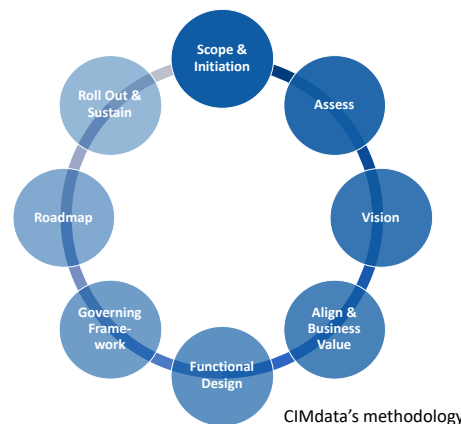 Scope &
Initiation
Assess
Vision
Align &
Business
Value
Functional
Design
Governing
Frame-
work
Roadmap
Roll Out &
Sustain
CIMdata's methodology